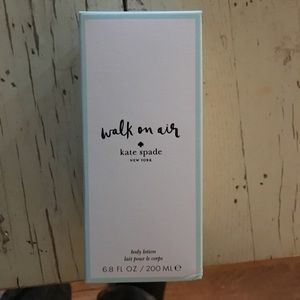 walk on air
kate spade
NEW YORK
body lotion
lait pour le corps
6.8 FL OZ / 200 ML ℮